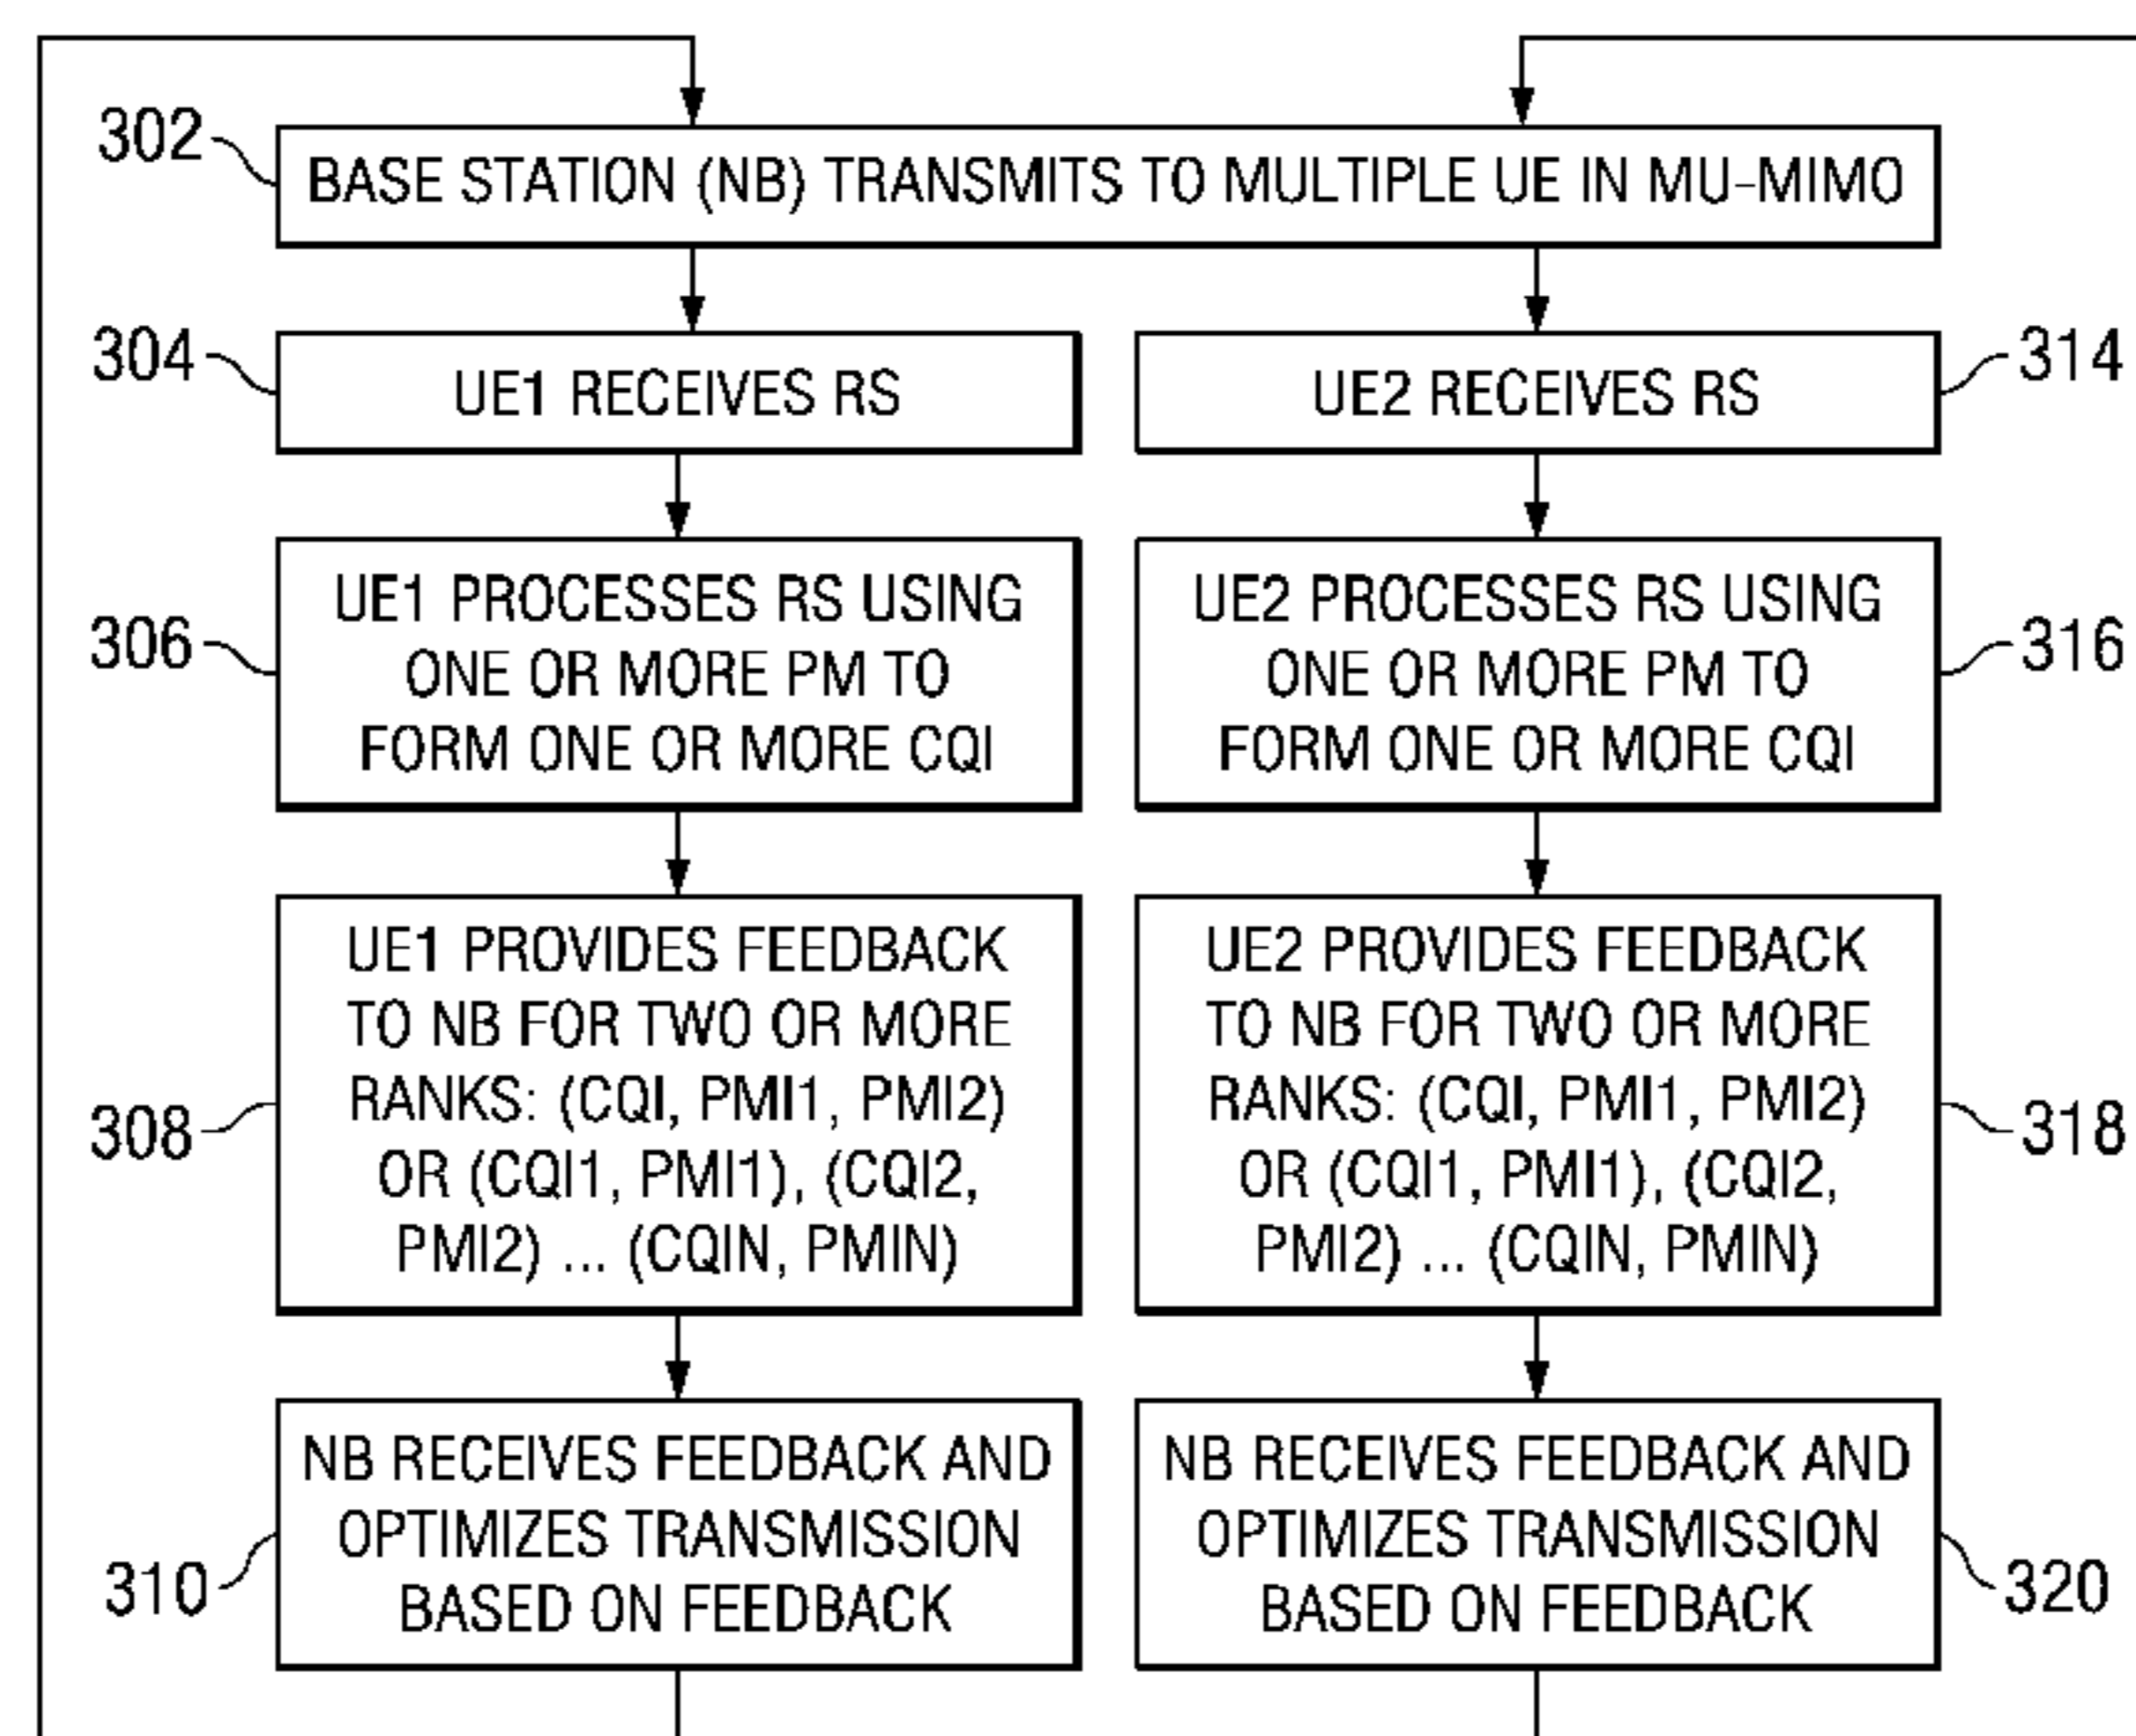 302
BASE STATION (NB) TRANSMITS TO MULTIPLE UE IN MU-MIMO
304
UE1 RECEIVES RS
UE2 RECEIVES RS
314
306
UE1 PROCESSES RS USING
ONE OR MORE PM TO
FORM ONE OR MORE CQI
UE2 PROCESSES RS USING
ONE OR MORE PM TO
FORM ONE OR MORE CQI
316
308
UE1 PROVIDES FEEDBACK
TO NB FOR TWO OR MORE
RANKS: (CQI, PMI1, PMI2)
OR (CQI1, PMI1), (CQI2,
PMI2) ... (CQIN, PMIN)
UE2 PROVIDES FEEDBACK
TO NB FOR TWO OR MORE
RANKS: (CQI, PMI1, PMI2)
OR (CQI1, PMI1), (CQI2,
PMI2) ... (CQIN, PMIN)
318
310
NB RECEIVES FEEDBACK AND
OPTIMIZES TRANSMISSION
BASED ON FEEDBACK
NB RECEIVES FEEDBACK AND
OPTIMIZES TRANSMISSION
BASED ON FEEDBACK
320